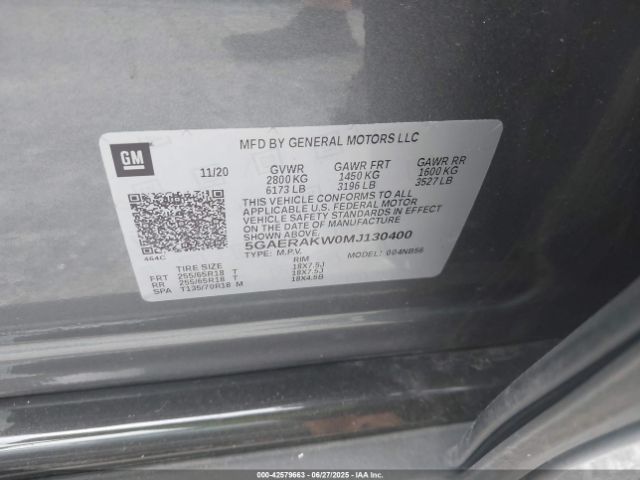 GM
MFD BY GENERAL MOTORS LLC
11/20 GVWR GAWR FRT GAWR RR
2800 KG 1450 KG 1600 KG
6173 LB 3196 LB 3527 LB
THIS VEHICLE CONFORMS TO ALL
APPLICABLE U.S. FEDERAL MOTOR
VEHICLE SAFETY STANDARDS IN EFFECT
ON THE DATE OF MANUFACTURE
SHOWN ABOVE.
5GAERAKW0MJ130400
464C TYPE: M.P.V. MODEL: 004NB56
TIRE SIZE RIM
FRT 255/65R18 T 18X7.5J
RR 255/65R18 T 18X7.5J
SPA T135/70R18 M 18X4.5B
000-42579663 - 06/27/2025 - IAA, Inc.